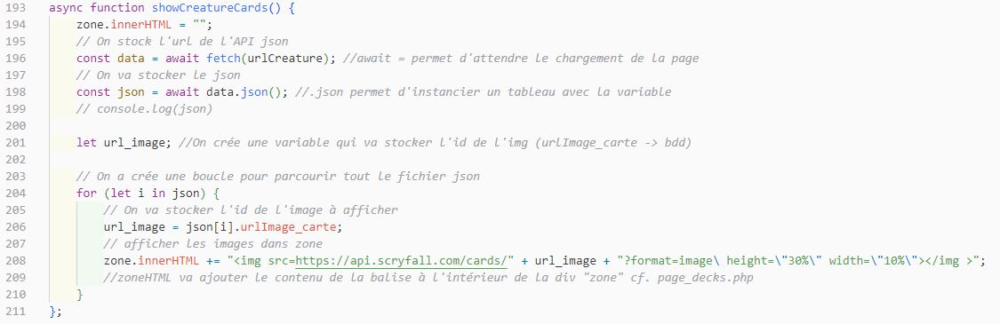 193 async function showCreatureCards() {
194 zone.innerHTML = "";
195 // On stock l'url de l'API json
196 const data = await fetch(urlCreature); //await = permet d'attendre le chargement de la page
197 // On va stocker le json
198 const json = await data.json(); //.json permet d'instancier un tableau avec la variable
199 // console.log(json)
200
201 let url_image; //On crée une variable qui va stocker l'id de l'img (urlImage_carte -> bdd)
202
203 // On a crée une boucle pour parcourir tout le fichier json
204 for (let i in json) {
205 // On va stocker l'id de l'image à afficher
206 url_image = json[i].urlImage_carte;
207 // afficher les images dans zone
208 zone.innerHTML += "<img src=https://api.scryfall.com/cards/" + url_image + "?format=image\ height=\"30%\" width=\"10%\"></img >";
209 //zoneHTML va ajouter le contenu de la balise à l'intérieur de la div "zone" cf. page_decks.php
210 }
211 };